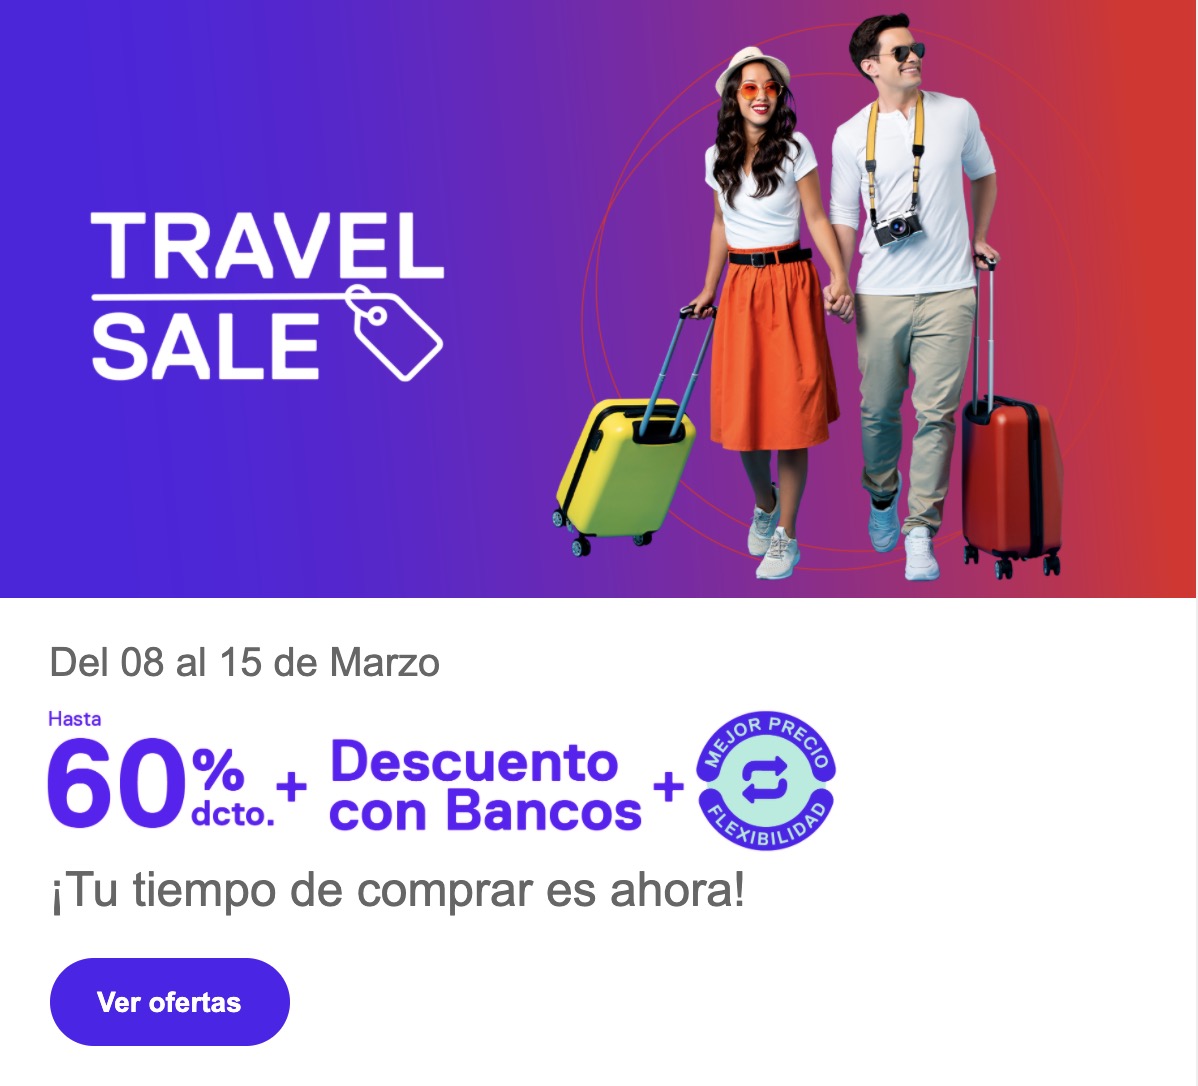 TRAVEL
SALE
Del 08 al 15 de Marzo
Hasta
60% dcto. + Descuento con Bancos + MEJOR PRECIO FLEXIBILIDAD
¡Tu tiempo de comprar es ahora!
Ver ofertas